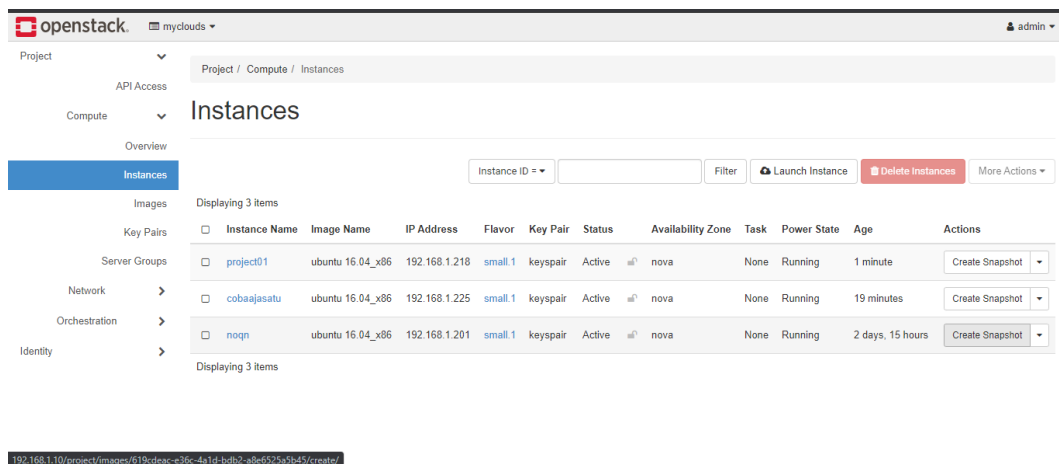 openstack. myclouds admin
Project
API Access
Compute
Overview
Instances
Images
Key Pairs
Server Groups
Network
Orchestration
Identity
Project / Compute / Instances
Instances
Instance ID = Filter Launch Instance Delete Instances More Actions
Displaying 3 items
Instance Name Image Name IP Address Flavor Key Pair Status Availability Zone Task Power State Age Actions
project01 ubuntu 16.04_x86 192.168.1.218 small.1 keyspair Active nova None Running 1 minute Create Snapshot
cobaajasatu ubuntu 16.04_x86 192.168.1.225 small.1 keyspair Active nova None Running 19 minutes Create Snapshot
noqn ubuntu 16.04_x86 192.168.1.201 small.1 keyspair Active nova None Running 2 days, 15 hours Create Snapshot
Displaying 3 items
192.168.1.10/project/images/619cdeac-e36c-4a1d-bdb2-a8e6525a5b45/create/